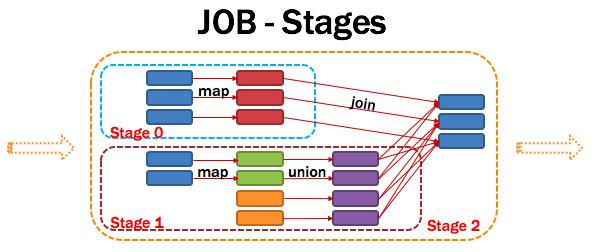 JOB - Stages
map
join
Stage 0
map
union
Stage 1
Stage 2